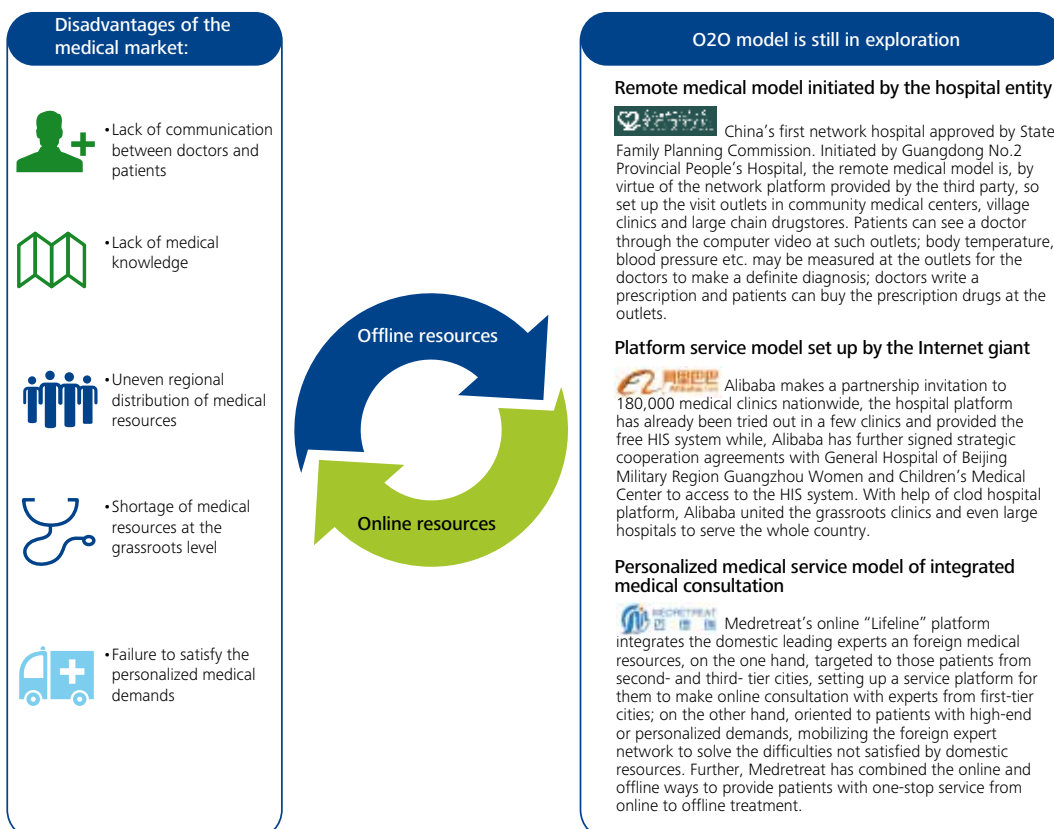 Disadvantages of the
medical market:
•Lack of communication
between doctors and
patients
•Lack of medical
knowledge
•Uneven regional
distribution of medical
resources
•Shortage of medical
resources at the
grassroots level
•Failure to satisfy the
personalized medical
demands
Offline resources
Online resources
O2O model is still in exploration
Remote medical model initiated by the hospital entity
China's first network hospital approved by State
Family Planning Commission. Initiated by Guangdong No.2
Provincial People's Hospital, the remote medical model is, by
virtue of the network platform provided by the third party, so
set up the visit outlets in community medical centers, village
clinics and large chain drugstores. Patients can see a doctor
through the computer video at such outlets; body temperature,
blood pressure etc. may be measured at the outlets for the
doctors to make a definite diagnosis; doctors write a
prescription and patients can buy the prescription drugs at the
outlets.
Platform service model set up by the Internet giant
阿里巴巴 Alibaba makes a partnership invitation to
180,000 medical clinics nationwide, the hospital platform
has already been tried out in a few clinics and provided the
free HIS system while, Alibaba has further signed strategic
cooperation agreements with General Hospital of Beijing
Military Region Guangzhou Women and Children's Medical
Center to access to the HIS system. With help of clod hospital
platform, Alibaba united the grassroots clinics and even large
hospitals to serve the whole country.
Personalized medical service model of integrated
medical consultation
MEDRETREAT
Medretreat's online "Lifeline" platform
integrates the domestic leading experts an foreign medical
resources, on the one hand, targeted to those patients from
second- and third- tier cities, setting up a service platform for
them to make online consultation with experts from first-tier
cities; on the other hand, oriented to patients with high-end
or personalized demands, mobilizing the foreign expert
network to solve the difficulties not satisfied by domestic
resources. Further, Medretreat has combined the online and
offline ways to provide patients with one-stop service from
online to offline treatment.